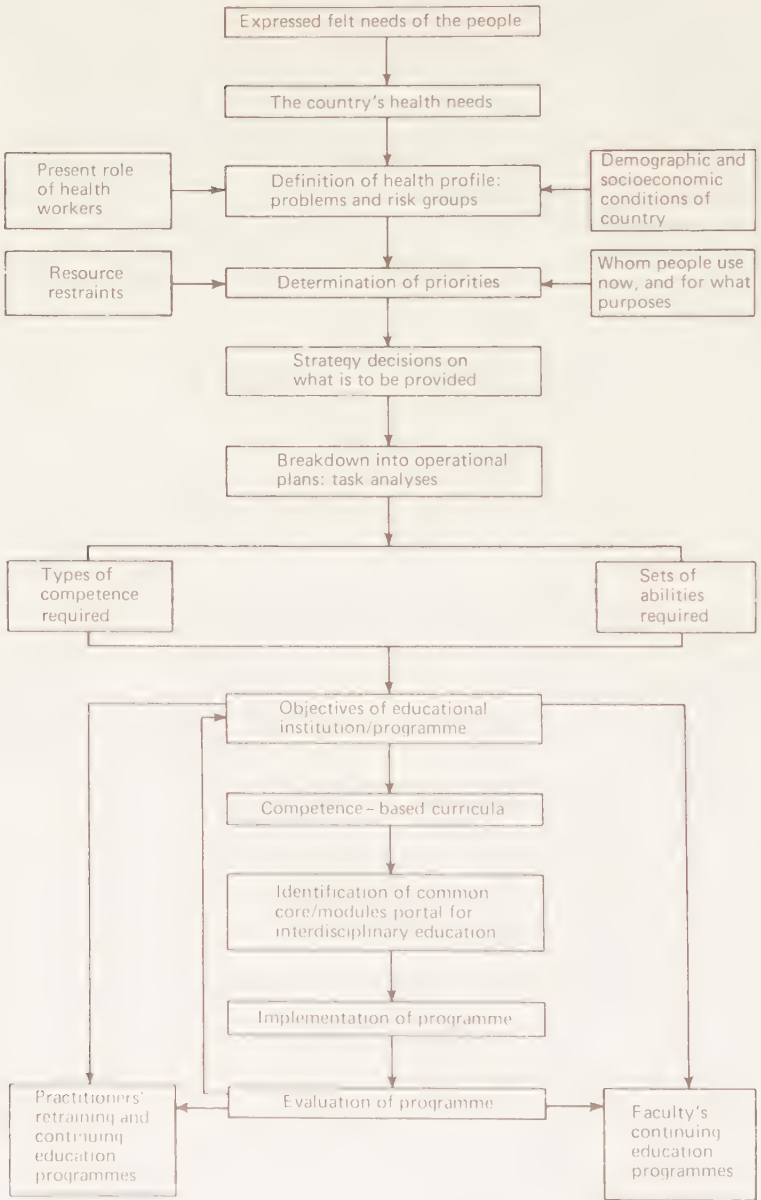 Expressed felt needs of the people
The country's health needs
Present role
of health
workers
Definition of health profile:
problems and risk groups
Demographic and
socioeconomic
conditions of
country
Resource
restraints
Determination of priorities
Whom people use
now, and for what
purposes
Strategy decisions on
what is to be provided
Breakdown into operational
plans: task analyses
Types of
competence
required
Sets of
abilities
required
Objectives of educational
institution/programme
Competence-based curricula
Identification of common
core/modules portal for
interdisciplinary education
Implementation of programme
Evaluation of programme
Practitioners'
retraining and
continuing
education
programmes
Faculty's
continuing
education
programmes